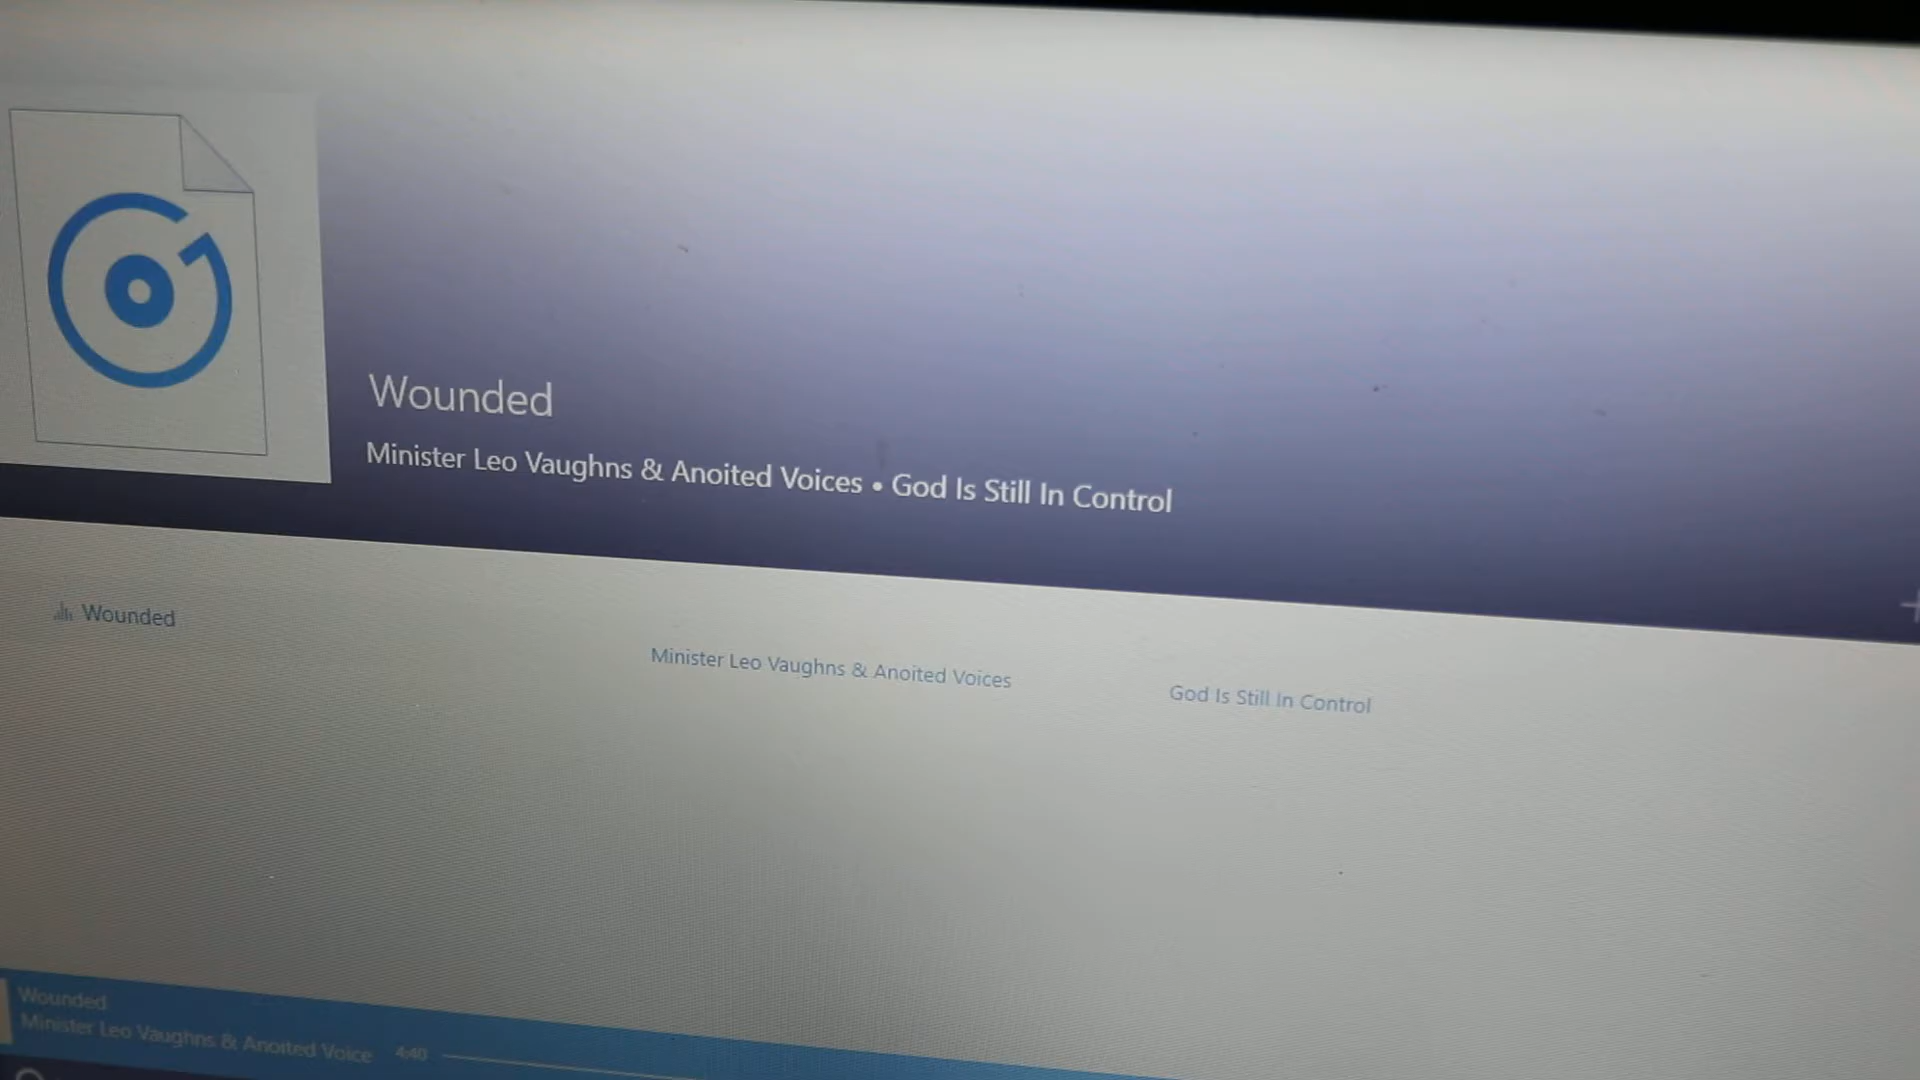 Wounded
Minister Leo Vaughns & Anoited Voices • God Is Still In Control
Wounded
Minister Leo Vaughns & Anoited Voices
God Is Still In Control
Wounded
Minister Leo Vaughns & Anoited Voice
4:40